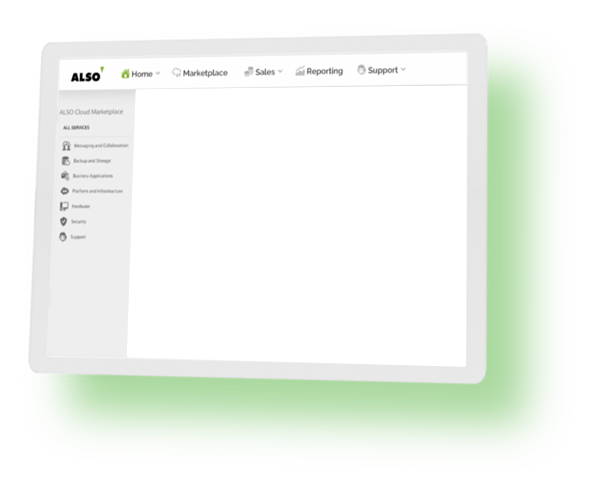 ALSO
Home
Marketplace
Sales
Reporting
Support
ALSO Cloud Marketplace
ALL SERVICES
Messaging and Collaboration
Backup and Storage
Business Applications
Platform and Infrastructure
Hardware
Security
Support